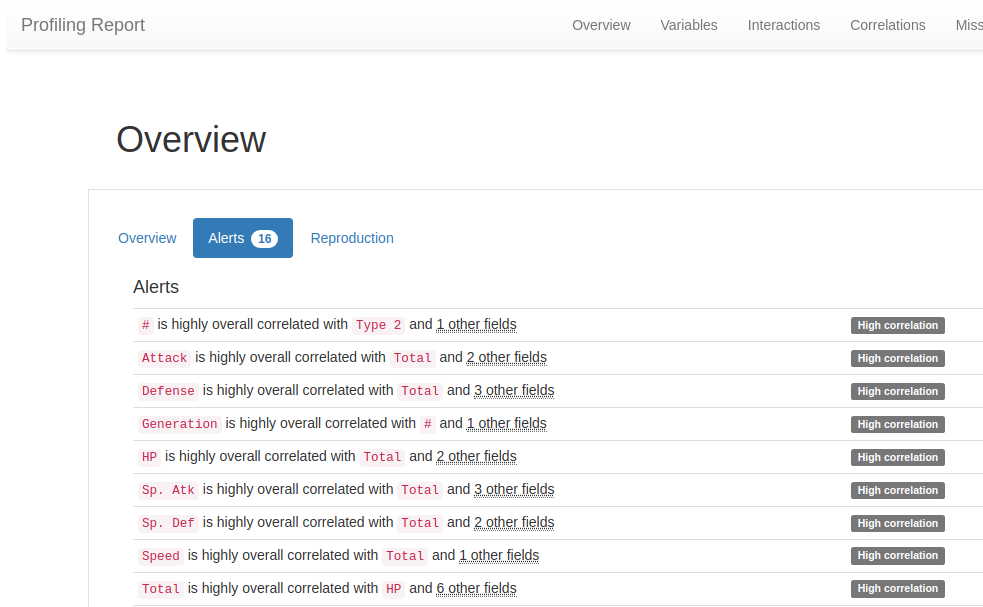 Profiling Report Overview Variables Interactions Correlations Miss
Overview
Overview Alerts 16 Reproduction
Alerts
# is highly overall correlated with Type 2 and 1 other fields High correlation
Attack is highly overall correlated with Total and 2 other fields High correlation
Defense is highly overall correlated with Total and 3 other fields High correlation
Generation is highly overall correlated with # and 1 other fields High correlation
HP is highly overall correlated with Total and 2 other fields High correlation
Sp. Atk is highly overall correlated with Total and 3 other fields High correlation
Sp. Def is highly overall correlated with Total and 2 other fields High correlation
Speed is highly overall correlated with Total and 1 other fields High correlation
Total is highly overall correlated with HP and 6 other fields High correlation